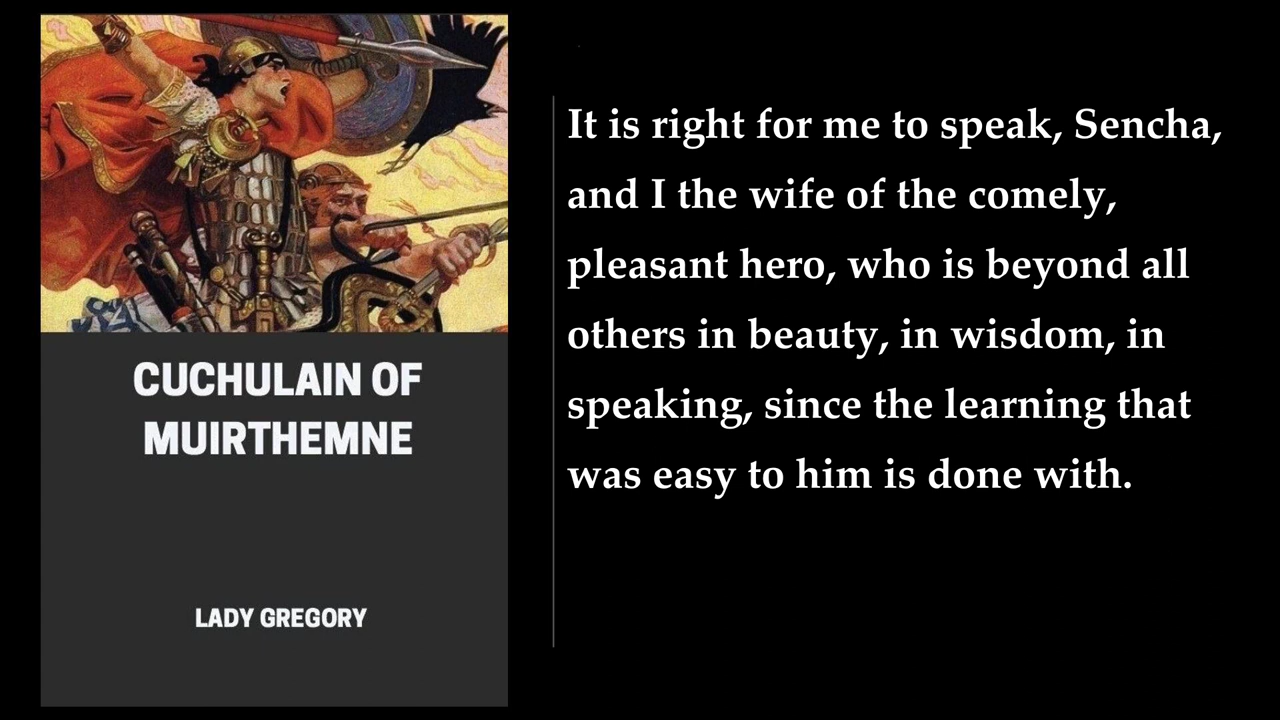 CUCHULAIN OF
MUIRTHEMNE
LADY GREGORY
It is right for me to speak, Sencha,
and I the wife of the comely,
pleasant hero, who is beyond all
others in beauty, in wisdom, in
speaking, since the learning that
was easy to him is done with.